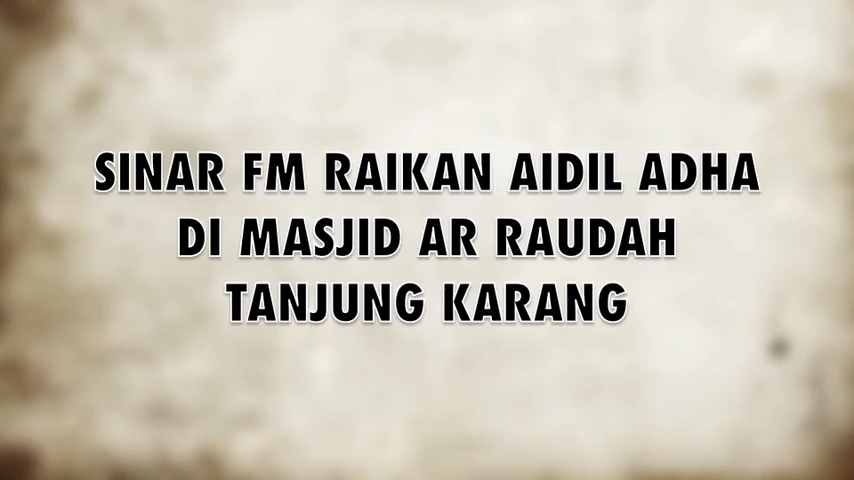 SINAR FM RAIKAN AIDIL ADHA
DI MASJID AR RAUDAH
TANJUNG KARANG